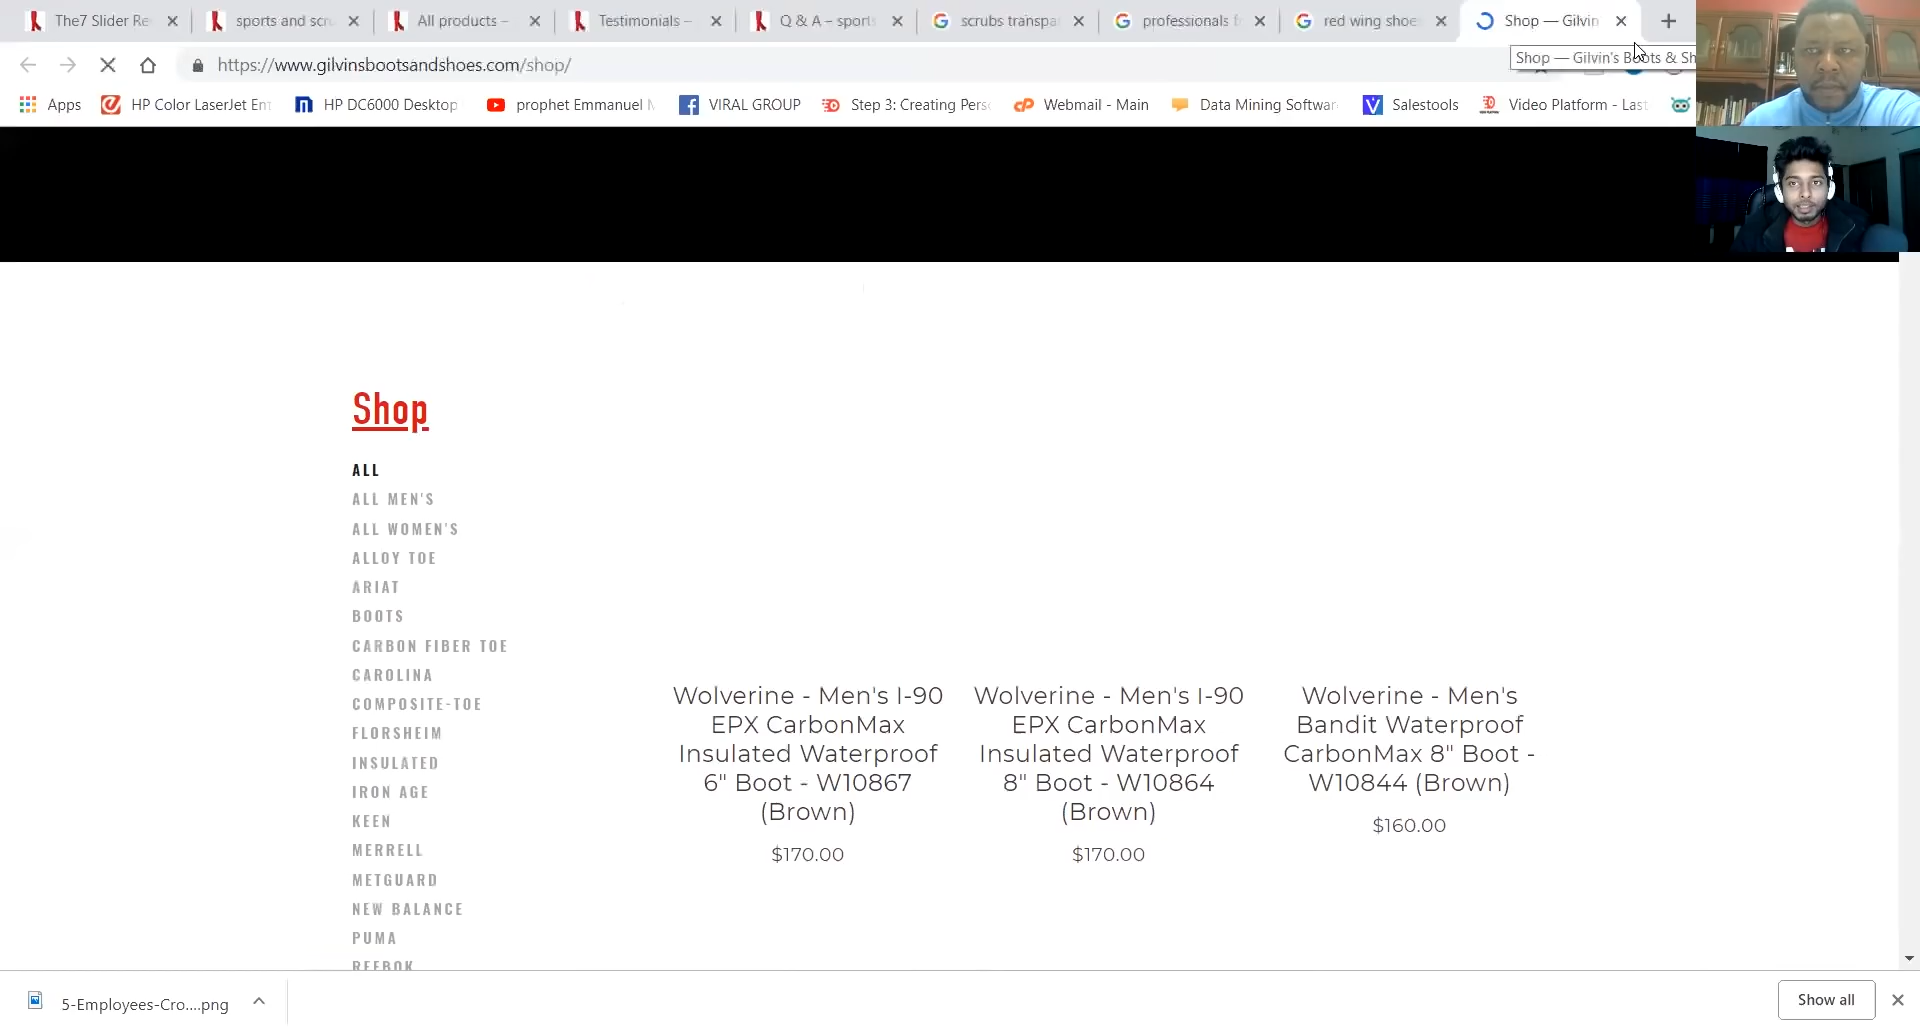 The7 Slider Re
sports and scru
All products –
Testimonials –
Q & A – sports
scrubs transpa
professionals f
red wing shoe
Shop — Gilvin
https://www.gilvinsbootsandshoes.com/shop/
Shop — Gilvin's Boots & Sh
Apps
HP Color LaserJet Ent
HP DC6000 Desktop
prophet Emmanuel M
VIRAL GROUP
Step 3: Creating Pers
Webmail - Main
Data Mining Softwar
Salestools
Video Platform - Last
Shop
ALL
ALL MEN'S
ALL WOMEN'S
ALLOY TOE
ARIAT
BOOTS
CARBON FIBER TOE
CAROLINA
COMPOSITE-TOE
FLORSHEIM
INSULATED
IRON AGE
KEEN
MERRELL
METGUARD
NEW BALANCE
PUMA
REEBOK
Wolverine - Men's I-90
EPX CarbonMax
Insulated Waterproof
6" Boot - W10867
(Brown)
$170.00
Wolverine - Men's I-90
EPX CarbonMax
Insulated Waterproof
8" Boot - W10864
(Brown)
$170.00
Wolverine - Men's
Bandit Waterproof
CarbonMax 8" Boot -
W10844 (Brown)
$160.00
5-Employees-Cro....png
Show all